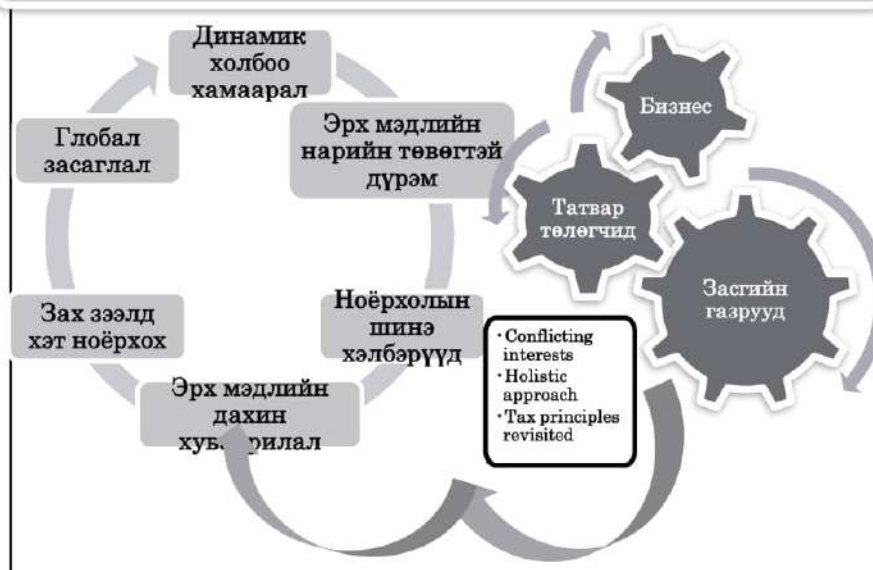 Динамик
холбоо
хамаарал
Эрх мэдлийн
нарийн төвөгтэй
дүрэм
Ноёрхолын
шинэ
хэлбэрүүд
Эрх мэдлийн
дахин
Зах зээлд
хэт ноёрхох
Глобал
засаглал
Бизнес
Татвар
төлөгчид
Засгийн
газрууд
· Conflicting
interests
· Holistic
approach
· Tax principles
revisited